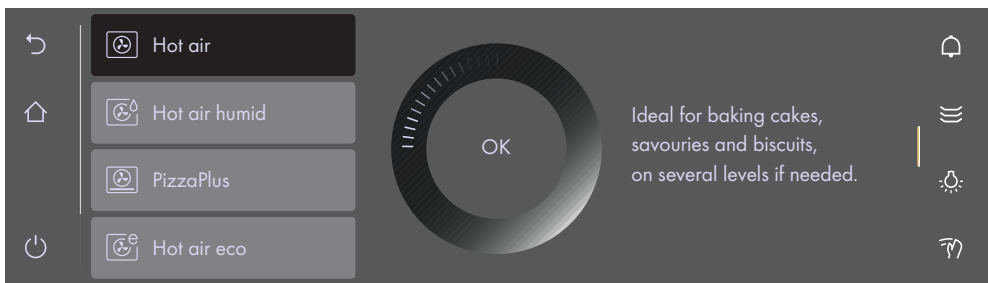 Hot air
Hot air humid
PizzaPlus
Hot air eco
OK
Ideal for baking cakes,
savouries and biscuits,
on several levels if needed.